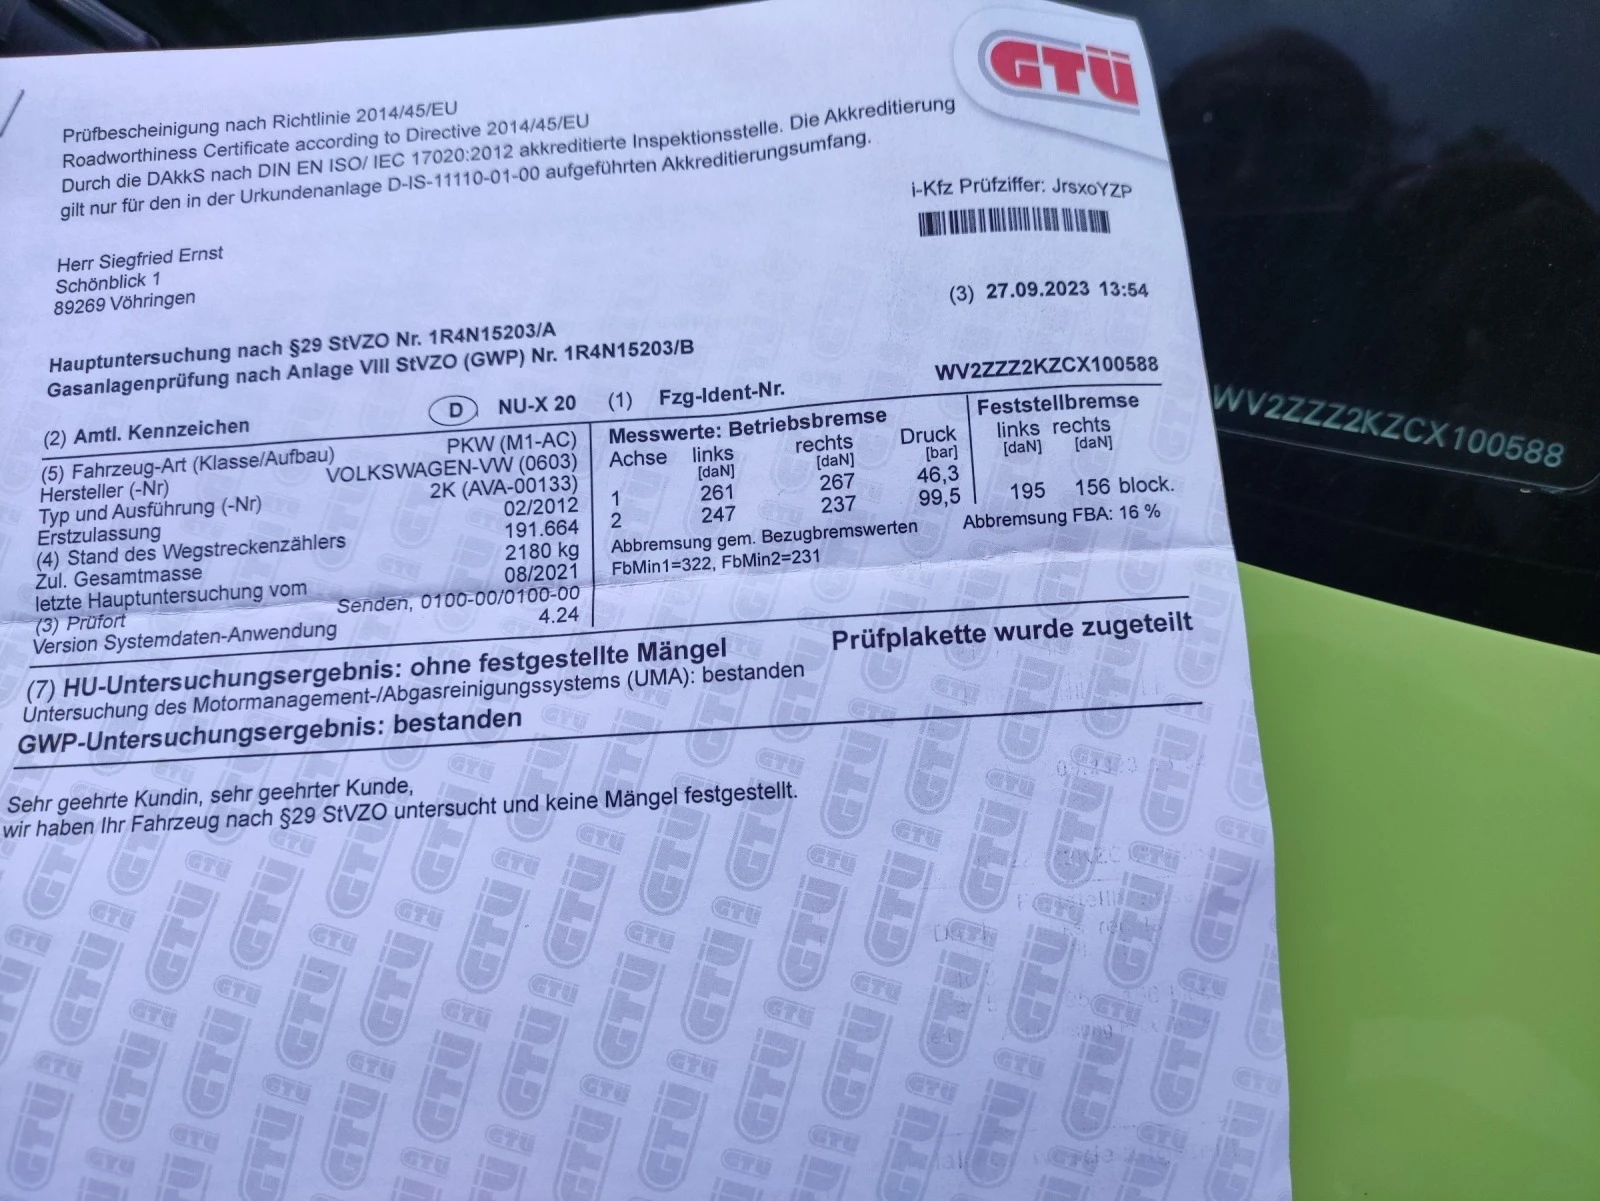 GTÜ
Prüfbescheinigung nach Richtlinie 2014/45/EU
Roadworthiness Certificate according to Directive 2014/45/EU
Durch die DAkkS nach DIN EN ISO/ IEC 17020:2012 akkreditierte Inspektionsstelle. Die Akkreditierung
gilt nur für den in der Urkundenanlage D-IS-11110-01-00 aufgeführten Akkreditierungsumfang.
i-Kfz Prüfziffer: JrsxoYZP
Herr Siegfried Ernst
Schönblick 1
89269 Vöhringen
(3) 27.09.2023 13:54
Hauptuntersuchung nach §29 StVZO Nr. 1R4N15203/A
Gasanlagenprüfung nach Anlage VIII StVZO (GWP) Nr. 1R4N15203/B
(2) Amtl. Kennzeichen D NU-X 20 (1) Fzg-Ident-Nr. WV2ZZZ2KZCX100588
(5) Fahrzeug-Art (Klasse/Aufbau) PKW (M1-AC)
Hersteller (-Nr) VOLKSWAGEN-VW (0603)
Typ und Ausführung (-Nr) 2K (AVA-00133)
Erstzulassung 02/2012
(4) Stand des Wegstreckenzählers 191.664
Zul. Gesamtmasse 2180 kg
letzte Hauptuntersuchung vom 08/2021
(3) Prüfort Senden, 0100-00/0100-00
Version Systemdaten-Anwendung 4.24
Messwerte: Betriebsbremse Feststellbremse
Achse links rechts Druck links rechts
[daN] [daN] [bar] [daN] [daN]
1 261 267 46,3
2 247 237 99,5 195 156 block.
Abbremsung gem. Bezugbremswerten Abbremsung FBA: 16 %
FbMin1=322, FbMin2=231
(7) HU-Untersuchungsergebnis: ohne festgestellte Mängel Prüfplakette wurde zugeteilt
Untersuchung des Motormanagement-/Abgasreinigungssystems (UMA): bestanden
GWP-Untersuchungsergebnis: bestanden
Sehr geehrte Kundin, sehr geehrter Kunde,
wir haben Ihr Fahrzeug nach §29 StVZO untersucht und keine Mängel festgestellt.
WV2ZZZ2KZCX100588